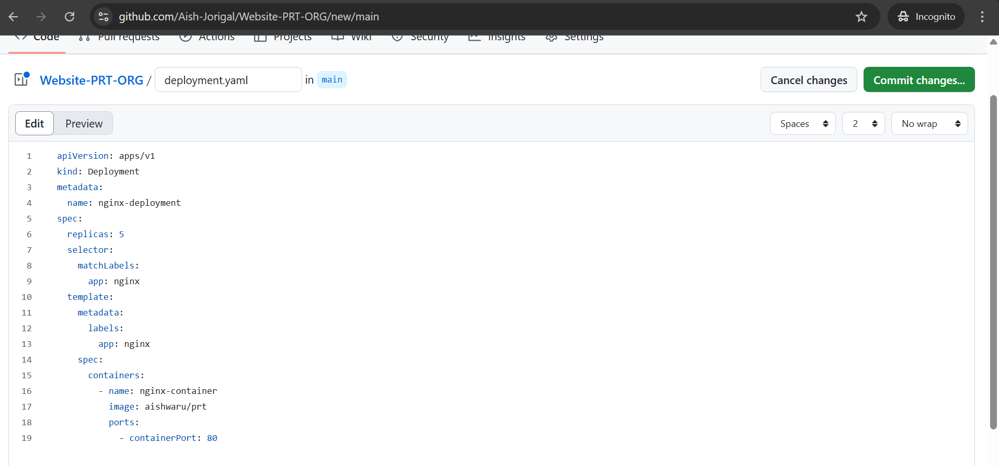 github.com/Aish-Jorigal/Website-PRT-ORG/new/main Incognito
Code Pull requests Actions Projects Wiki Security Insights Settings
Website-PRT-ORG / deployment.yaml in main Cancel changes Commit changes...
Edit Preview Spaces 2 No wrap
1 apiVersion: apps/v1
2 kind: Deployment
3 metadata:
4   name: nginx-deployment
5 spec:
6   replicas: 5
7   selector:
8     matchLabels:
9       app: nginx
10   template:
11     metadata:
12       labels:
13         app: nginx
14     spec:
15       containers:
16         - name: nginx-container
17           image: aishwaru/prt
18           ports:
19             - containerPort: 80